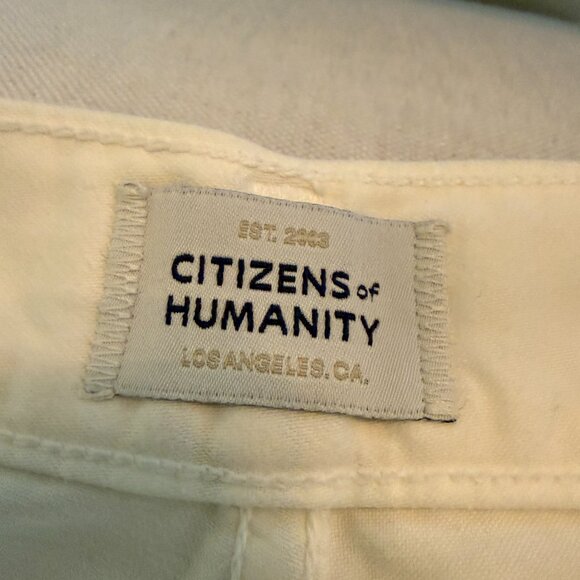 EST. 2003
CITIZENS of
HUMANITY
LOS ANGELES. CA.